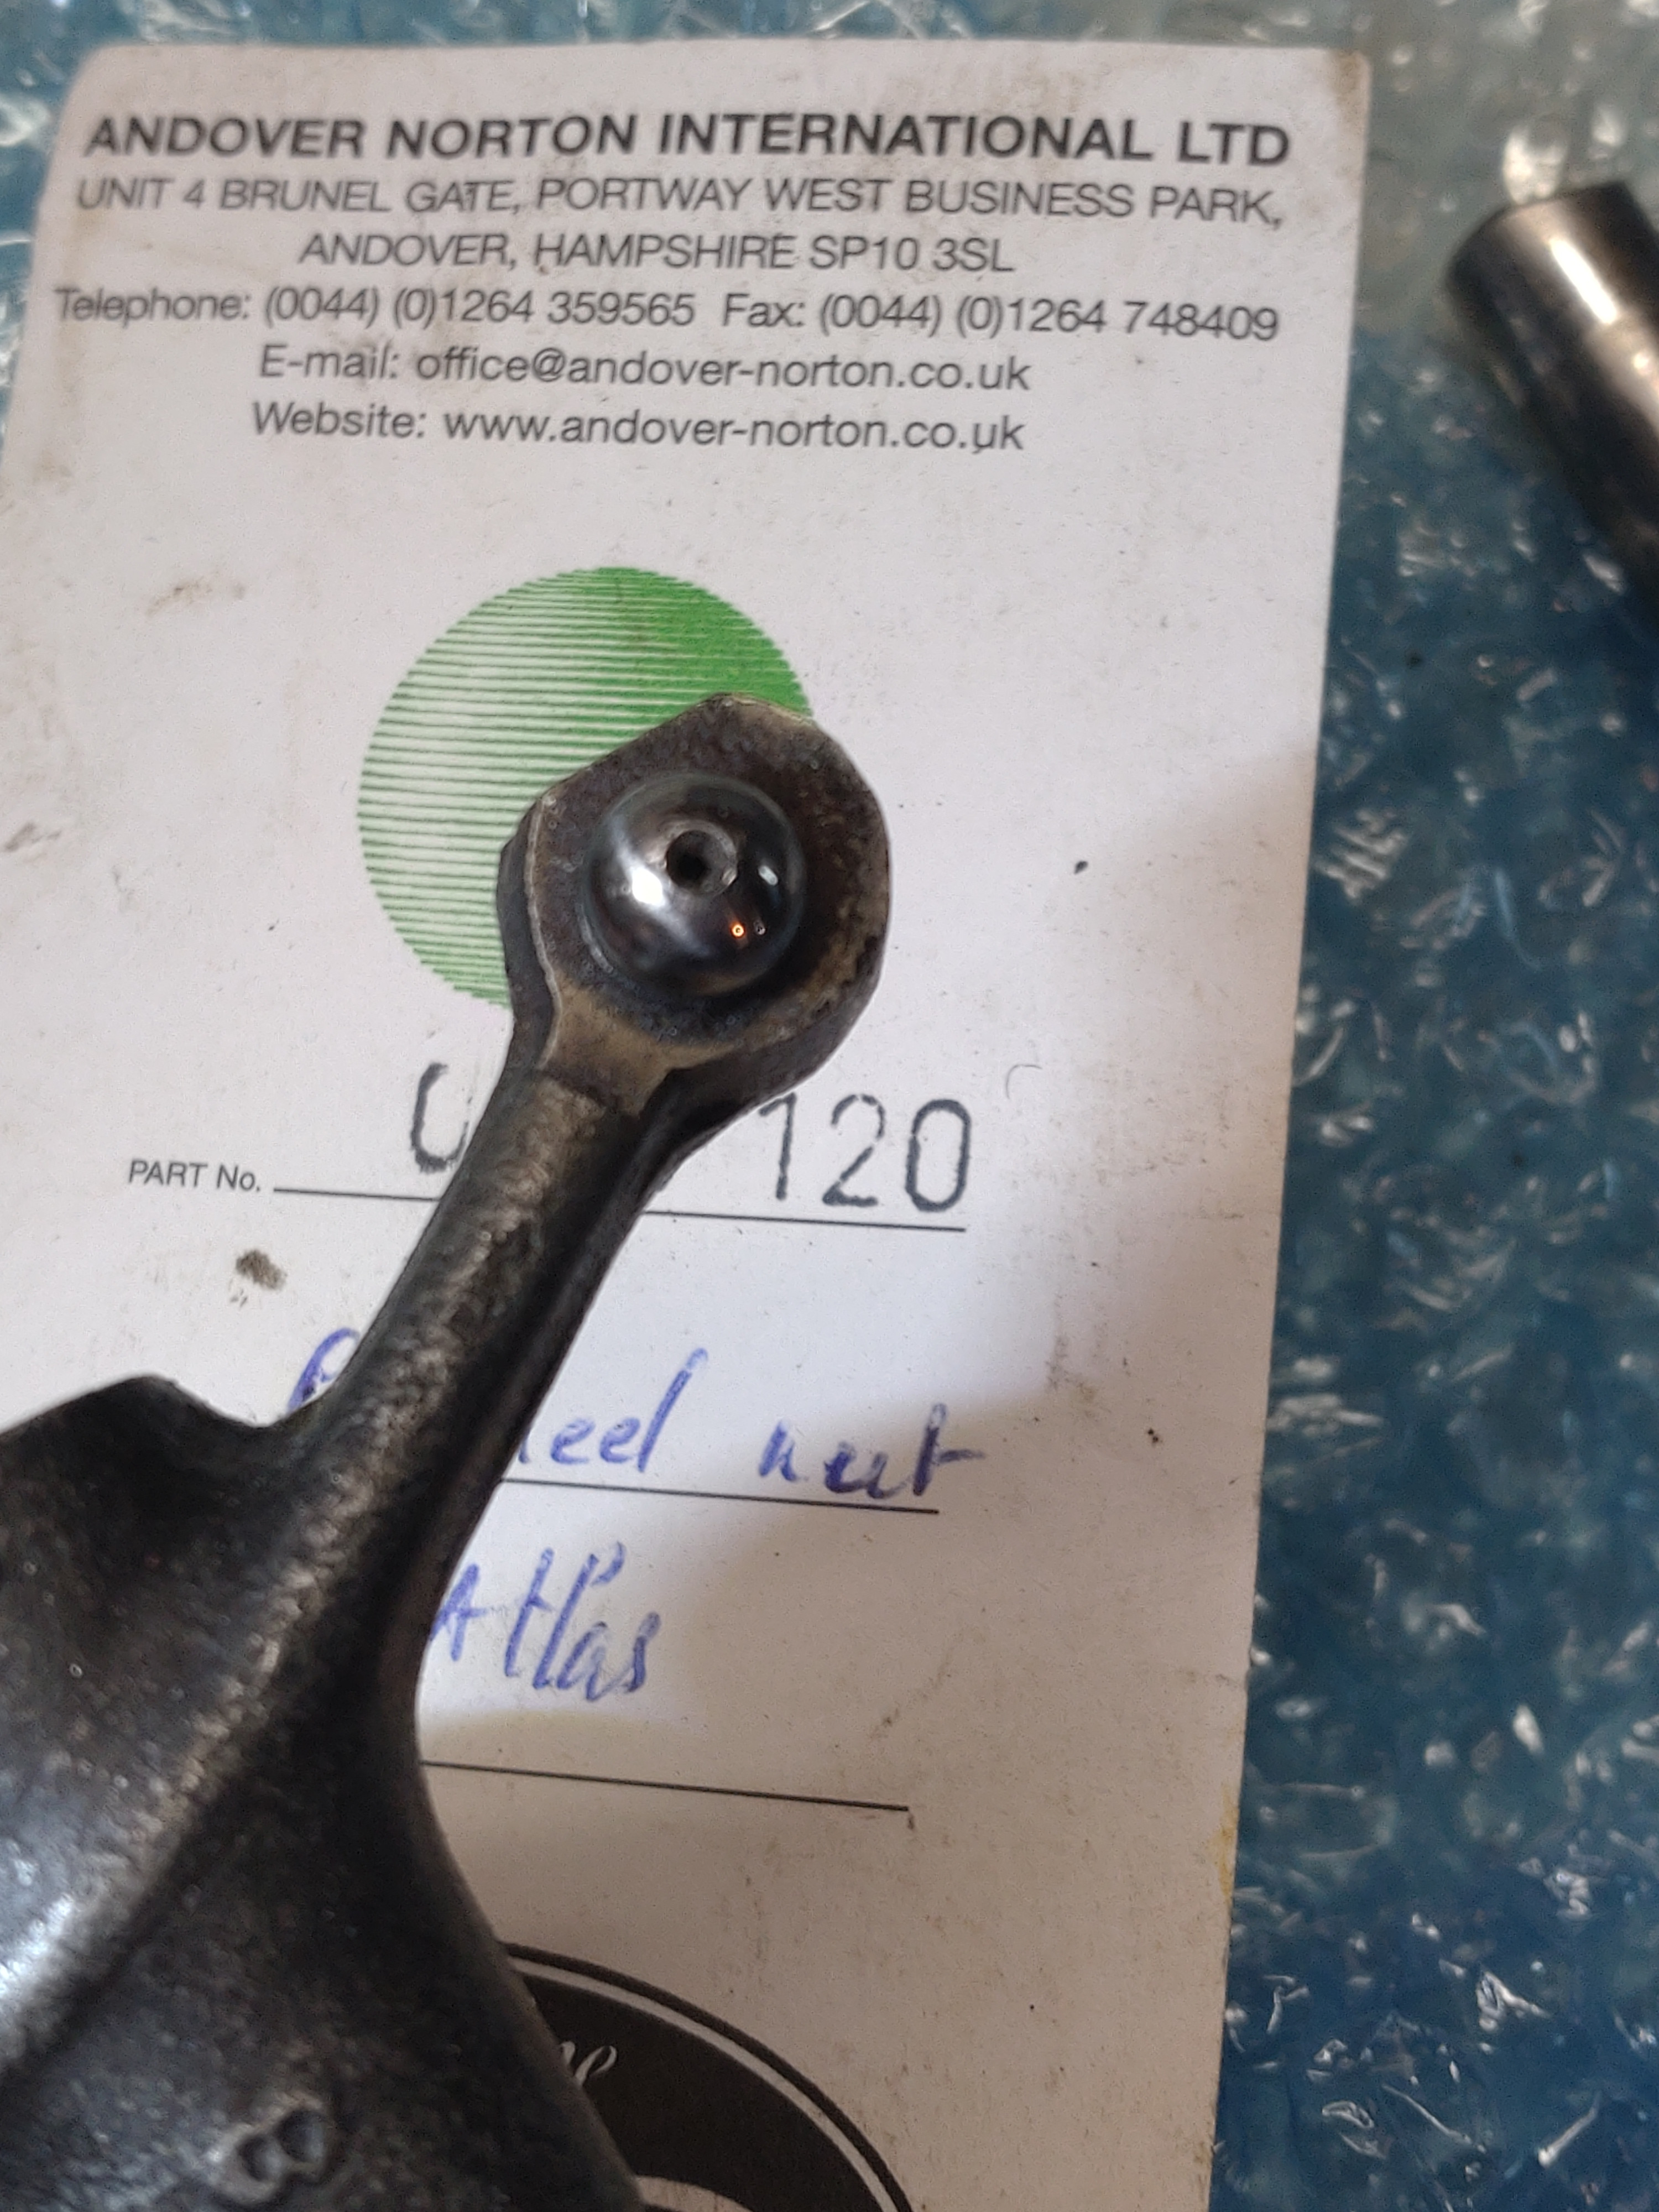 ANDOVER NORTON INTERNATIONAL LTD
UNIT 4 BRUNEL GATE, PORTWAY WEST BUSINESS PARK,
ANDOVER, HAMPSHIRE SP10 3SL
Telephone: (0044) (0)1264 359565 Fax: (0044) (0)1264 748409
E-mail: office@andover-norton.co.uk
Website: www.andover-norton.co.uk
PART No. 120
nut
Atlas
8